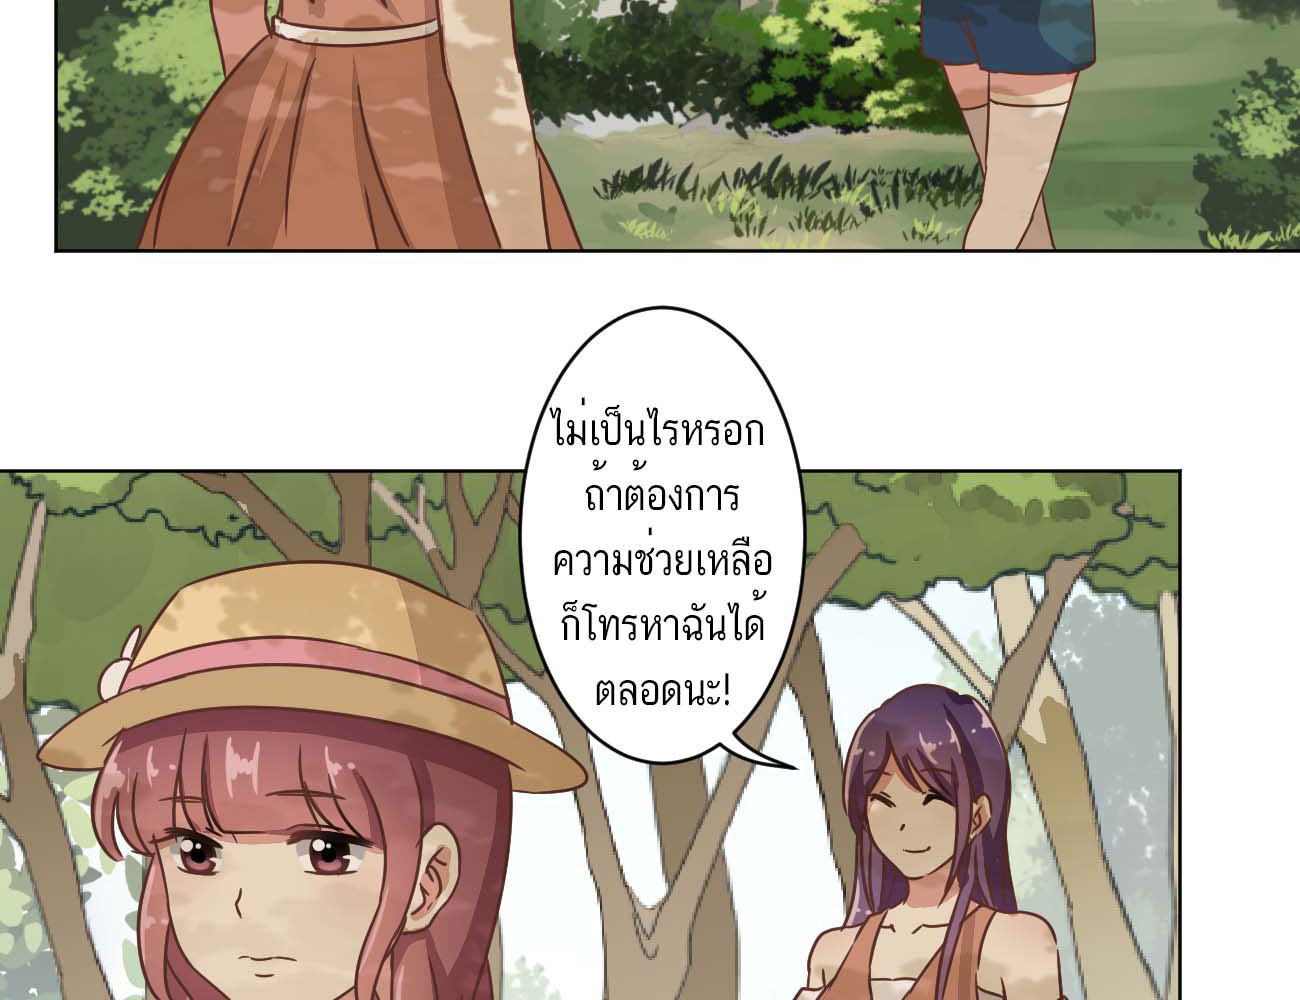 ไม่เป็นไรหรอก
ถ้าต้องการ
ความช่วยเหลือ
ก็โทรหาฉันได้
ตลอดนะ!